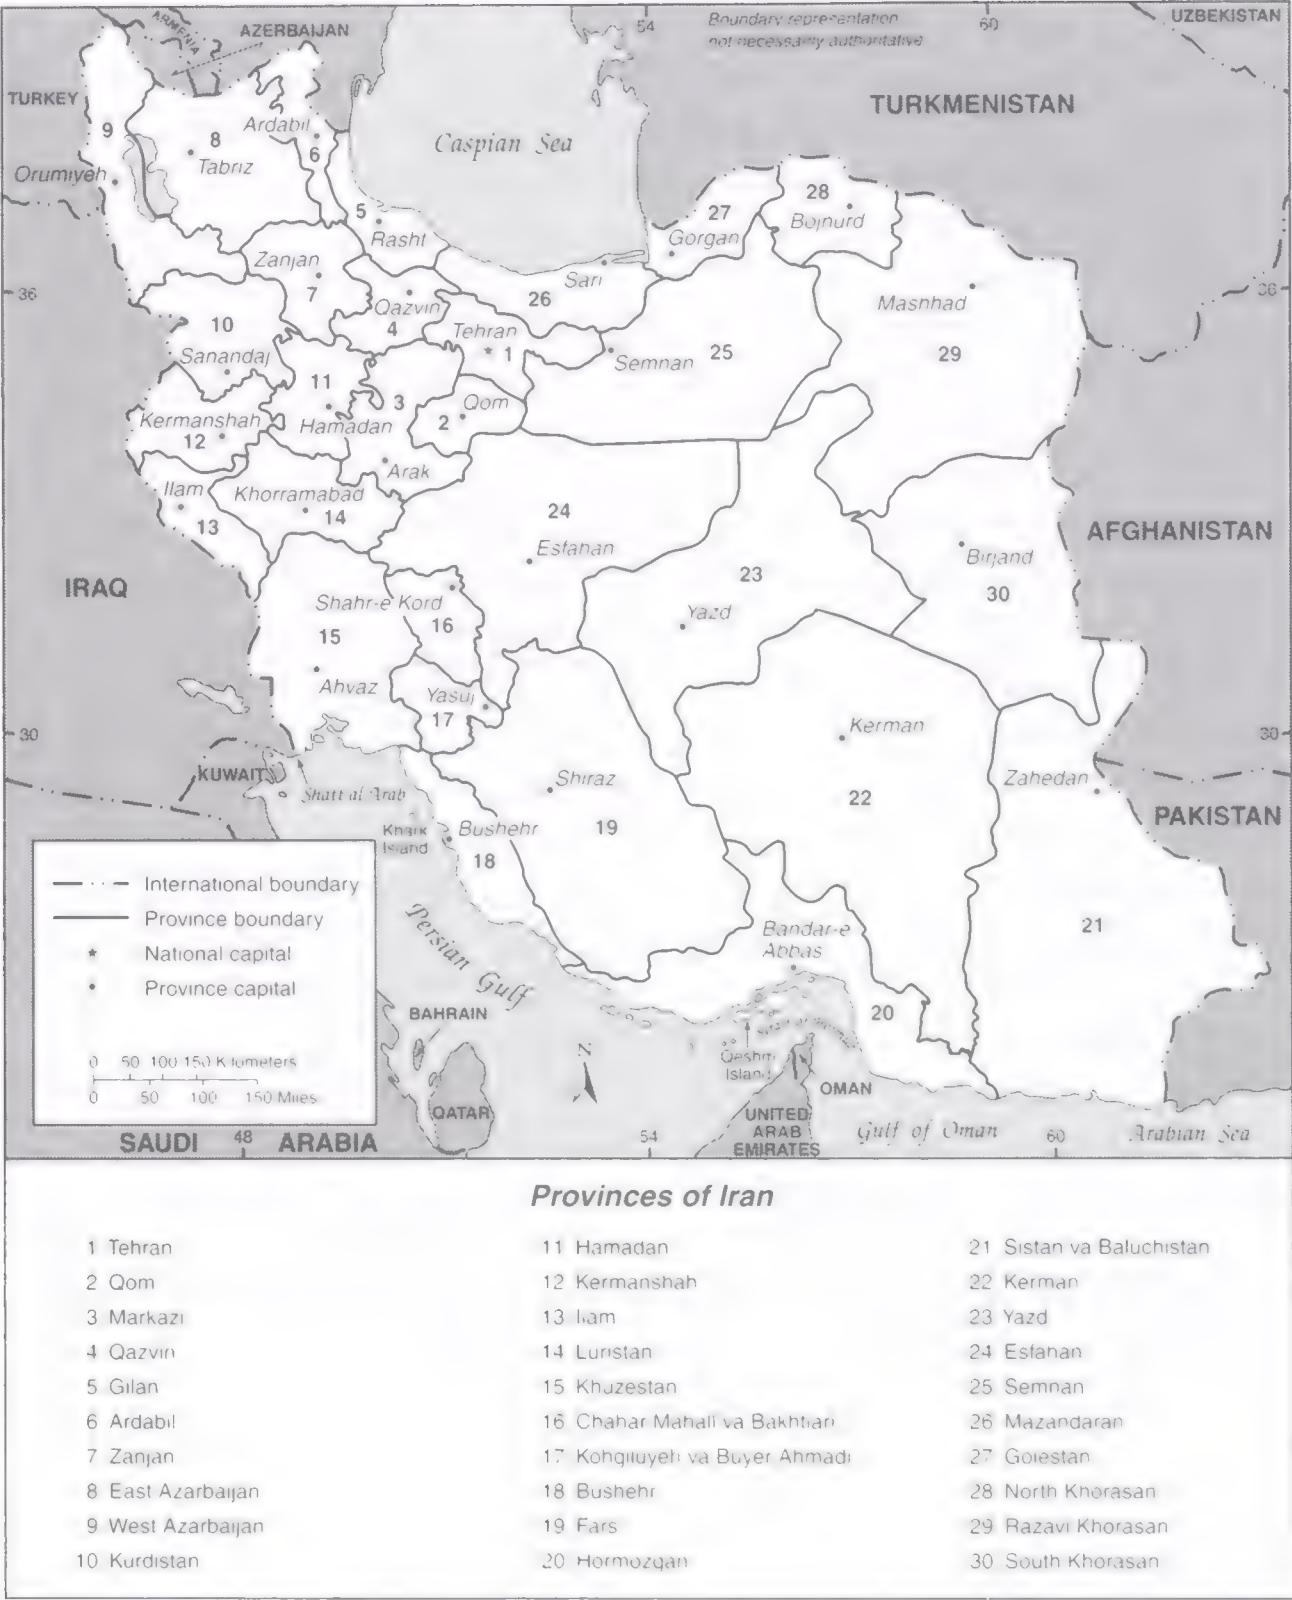 54
Boundary representation
not necessarily authoritative
60
UZBEKISTAN
ARMENIA
AZERBAIJAN
TURKEY
TURKMENISTAN
Caspian Sea
9
8
Ardabil
6
Tabriz
Orumiyeh
5
Rasht
28
Bojnurd
27
Gorgan
Zanjan
7
Sari
26
36
36
Mashhad
29
Qazvin
4
10
Sanandaj
Tehran
1
Semnan
25
11
Hamadan
3
2
Qom
Kermanshah
12
Arak
Ilam
13
Khorramabad
14
24
Esfahan
AFGHANISTAN
Birjand
30
IRAQ
23
Yazd
Shahr-e Kord
15
16
Ahvaz
Yasuj
17
30
30
Kerman
22
KUWAIT
Shatt al Arab
Shiraz
19
Zahedan
PAKISTAN
Khark
Island
Bushehr
18
21
International boundary
Province boundary
National capital
Province capital
0 50 100 150 Kilometers
0 50 100 150 Miles
Persian Gulf
Bandar-e
Abbas
20
BAHRAIN
N
Qeshm
Island
OMAN
QATAR
UNITED
ARAB
EMIRATES
Gulf of Oman
Arabian Sea
SAUDI ARABIA
48
54
60
Provinces of Iran
1 Tehran
2 Qom
3 Markazi
4 Qazvin
5 Gilan
6 Ardabil
7 Zanjan
8 East Azarbaijan
9 West Azarbaijan
10 Kurdistan
11 Hamadan
12 Kermanshah
13 Ilam
14 Luristan
15 Khuzestan
16 Chahar Mahall va Bakhtiari
17 Kohgiluyeh va Buyer Ahmadi
18 Bushehr
19 Fars
20 Hormozgan
21 Sistan va Baluchistan
22 Kerman
23 Yazd
24 Esfahan
25 Semnan
26 Mazandaran
27 Golestan
28 North Khorasan
29 Razavi Khorasan
30 South Khorasan